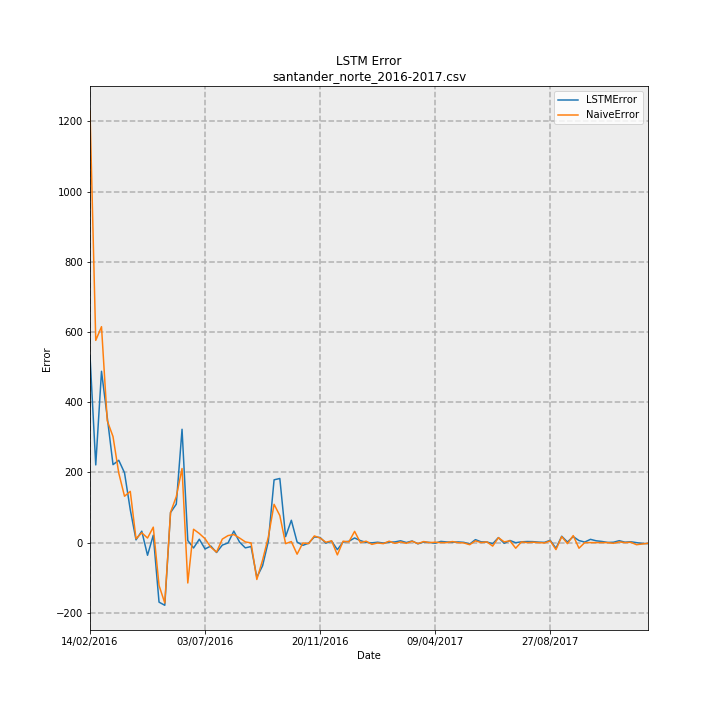 LSTM Error
santander_norte_2016-2017.csv
LSTMError
NaiveError
1200
1000
800
600
400
200
0
−200
Error
14/02/2016
03/07/2016
20/11/2016
09/04/2017
27/08/2017
Date